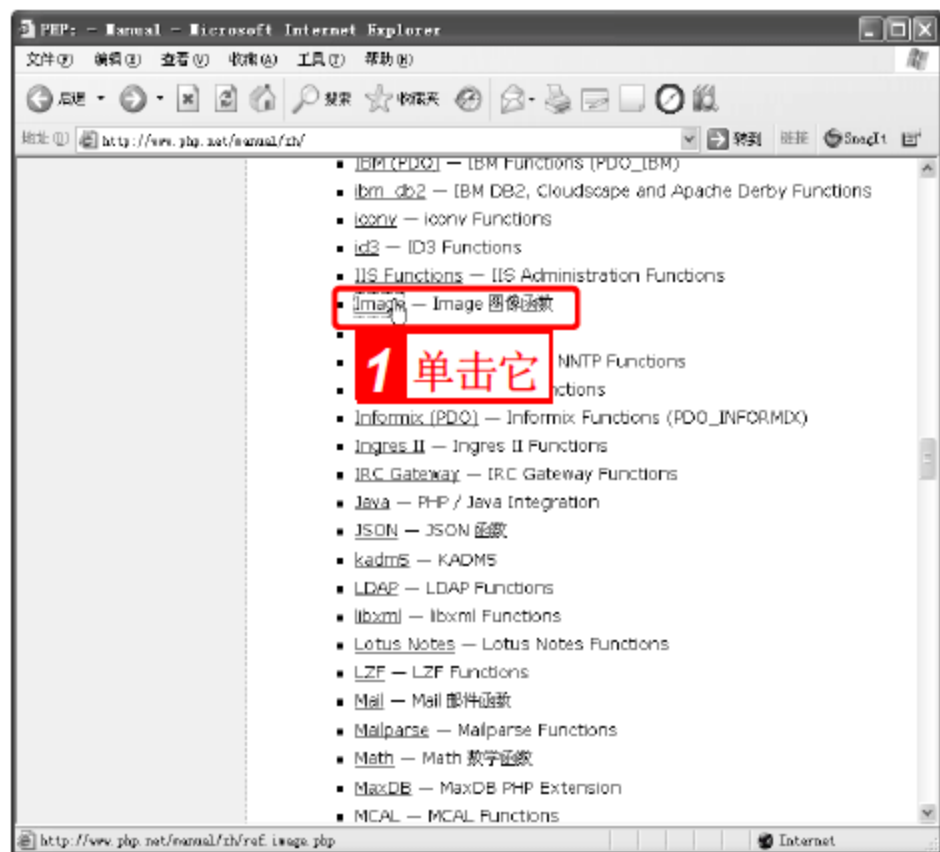 PHP: - Manual - Microsoft Internet Explorer
文件(F) 编辑(E) 查看(V) 收藏(A) 工具(T) 帮助(H)
后退 搜索 收藏夹
地址(D) http://www.php.net/manual/zh/ 转到 链接 SnagIt
IBM (PDO) — IBM Functions (PDO_IBM)
ibm_db2 — IBM DB2, Cloudscape and Apache Derby Functions
iconv — iconv Functions
id3 — ID3 Functions
IIS Functions — IIS Administration Functions
Image — Image 图像函数
1 单击它
NNTP Functions
nctions
Informix (PDO) — Informix Functions (PDO_INFORMIX)
Ingres II — Ingres II Functions
IRC Gateway — IRC Gateway Functions
Java — PHP / Java Integration
JSON — JSON 函数
kadm5 — KADM5
LDAP — LDAP Functions
libxml — libxml Functions
Lotus Notes — Lotus Notes Functions
LZF — LZF Functions
Mail — Mail 邮件函数
Mailparse — Mailparse Functions
Math — Math 数学函数
MaxDB — MaxDB PHP Extension
MCAL — MCAL Functions
http://www.php.net/manual/zh/ref.image.php Internet